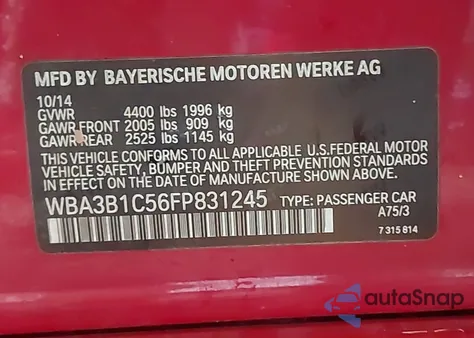 MFD BY BAYERISCHE MOTOREN WERKE AG
10/14
GVWR 4400 lbs 1996 kg
GAWR FRONT 2005 lbs 909 kg
GAWR REAR 2525 lbs 1145 kg
THIS VEHICLE CONFORMS TO ALL APPLICABLE U.S.FEDERAL MOTOR
VEHICLE SAFETY, BUMPER AND THEFT PREVENTION STANDARDS
IN EFFECT ON THE DATE OF MANUFACTURE SHOWN ABOVE.
WBA3B1C56FP831245 TYPE: PASSENGER CAR
A75/3
7 315 814
autoSnap